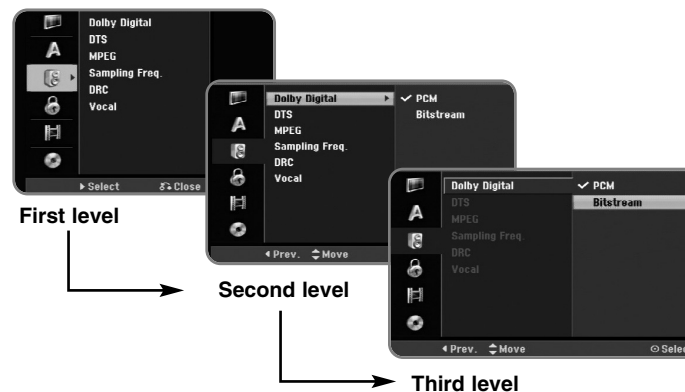 Dolby Digital
DTS
MPEG
Sampling Freq.
DRC
Vocal
Select
Close
First level
Dolby Digital
DTS
MPEG
Sampling Freq.
DRC
Vocal
✓ PCM
Bitstream
Prev. Move
Second level
Dolby Digital
DTS
MPEG
Sampling Freq.
DRC
Vocal
✓ PCM
Bitstream
Prev. Move
Selec
Third level